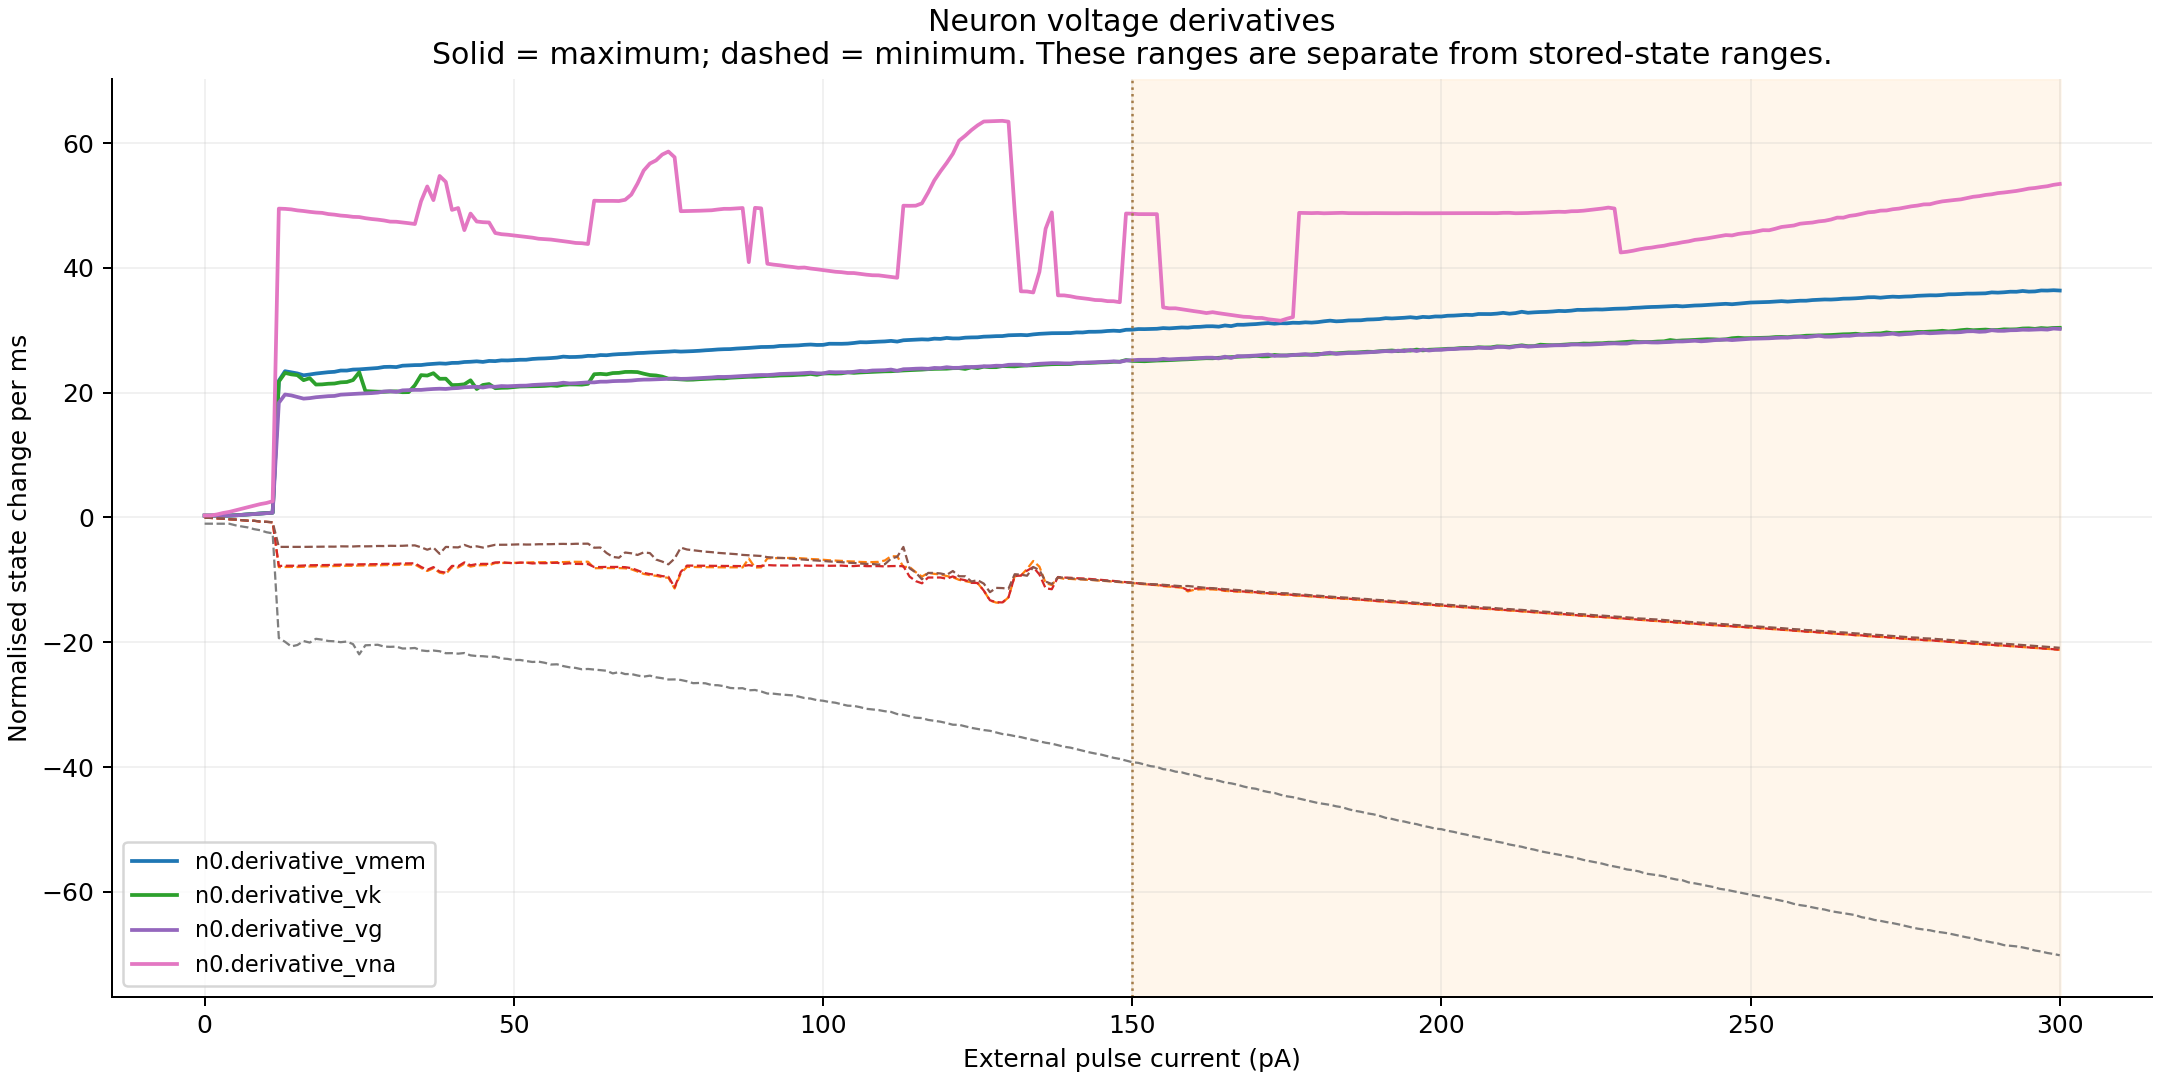 Neuron voltage derivatives
Solid = maximum; dashed = minimum. These ranges are separate from stored-state ranges.
Normalised state change per ms
60
40
20
0
−20
−40
−60
n0.derivative_vmem
n0.derivative_vk
n0.derivative_vg
n0.derivative_vna
0 50 100 150 200 250 300
External pulse current (pA)